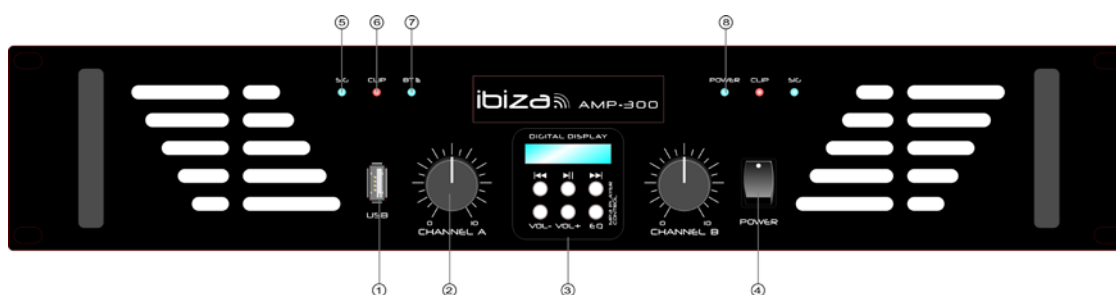 ⑤ ⑥ ⑦ ⑧
SIG CLIP BTB POWER CLIP SIG
ibiza AMP-300
DIGITAL DISPLAY
USB
0 10
CHANNEL A
VOL- VOL+ EQ
MP3 PLAYER
CONTROL
0 10
CHANNEL B
POWER
① ② ③ ④